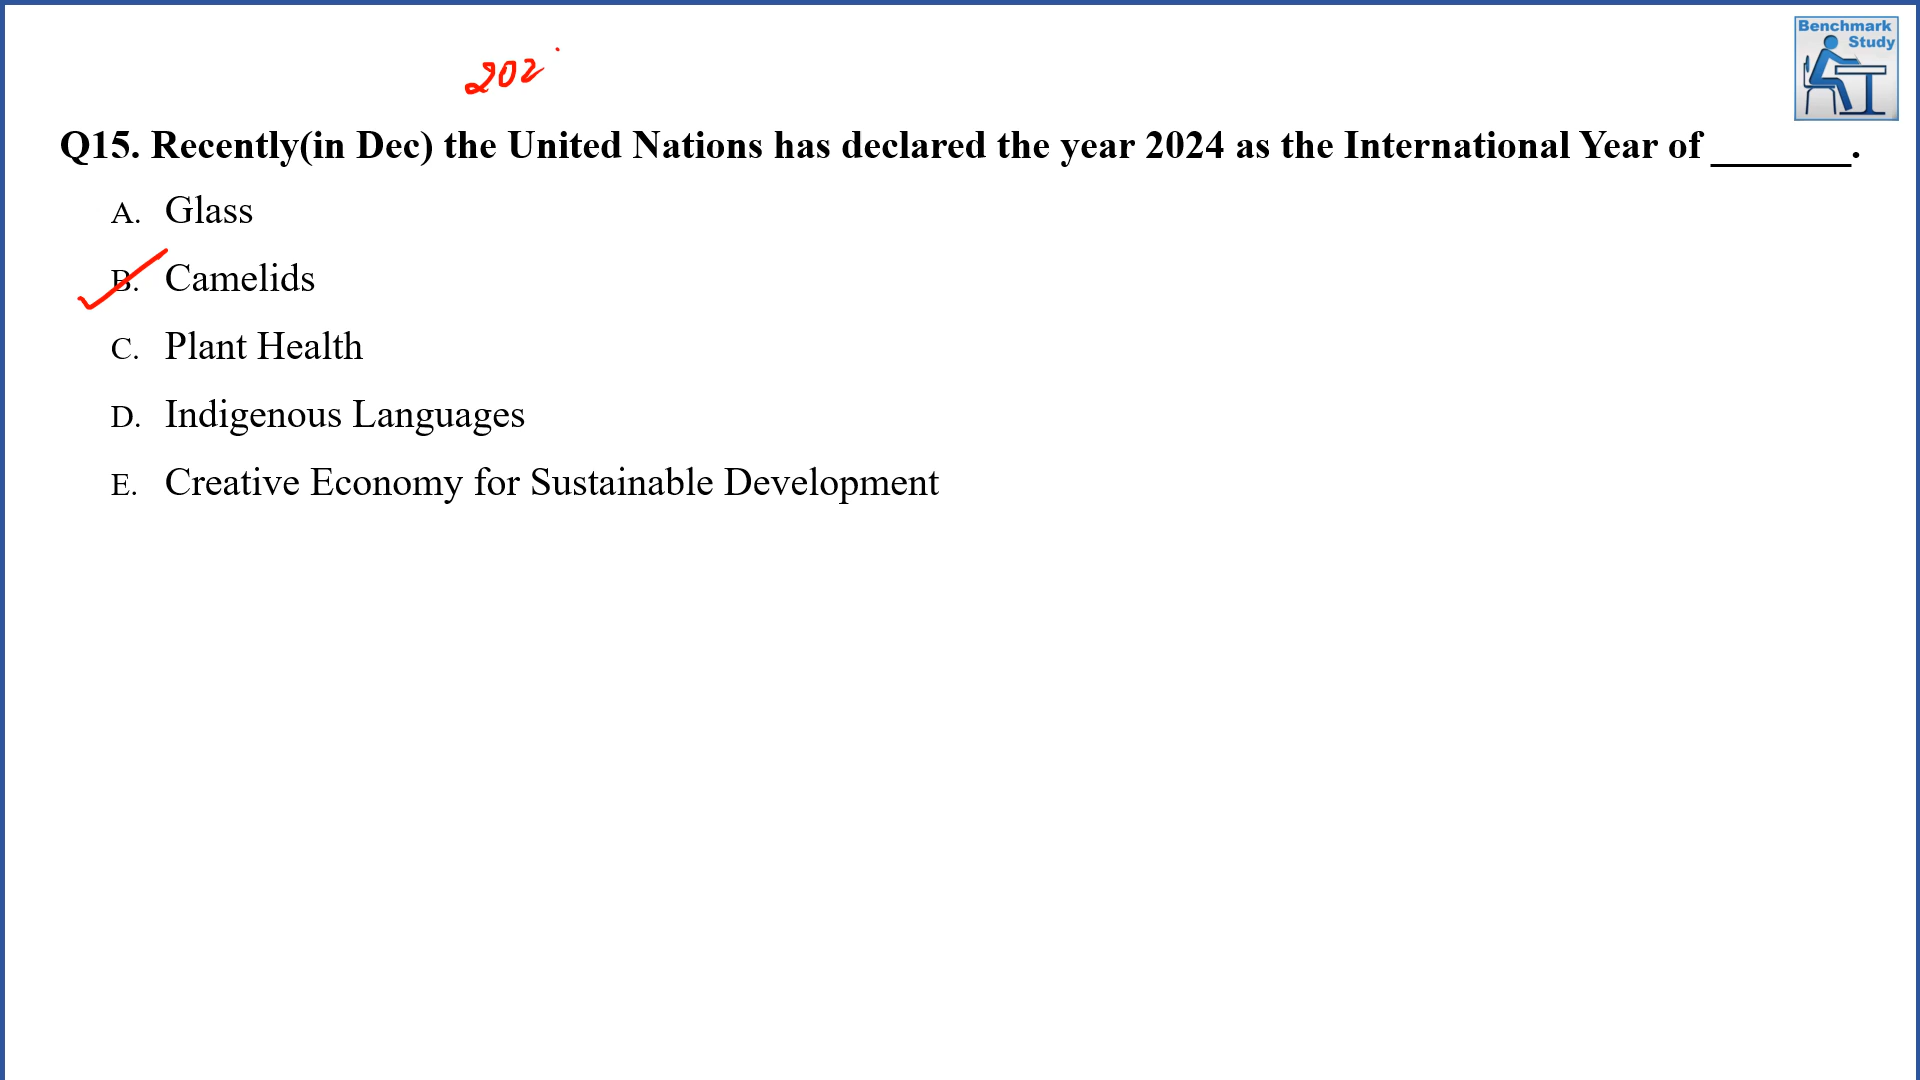 Benchmark
Study
202
Q15. Recently(in Dec) the United Nations has declared the year 2024 as the International Year of _______.
A. Glass
B. Camelids
C. Plant Health
D. Indigenous Languages
E. Creative Economy for Sustainable Development